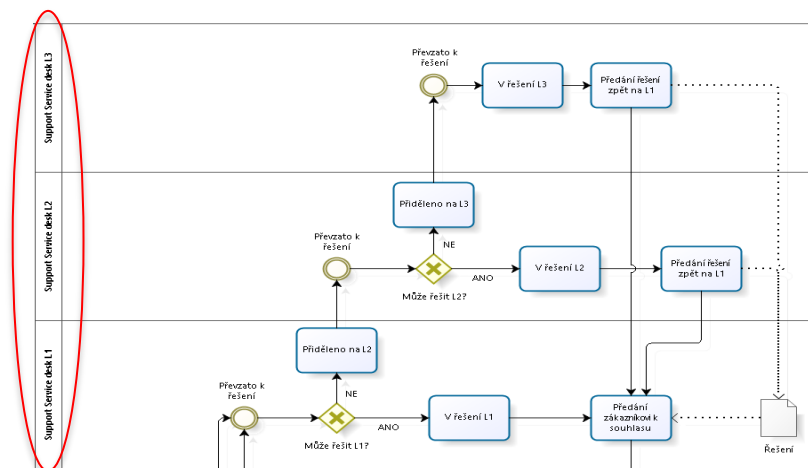 Support Service desk L3
Převzato k
řešení
V řešení L3
Předání řešení
zpět na L1
Support Service desk L2
Přiděleno na L3
Převzato k
řešení
NE
ANO
Může řešit L2?
V řešení L2
Předání řešení
zpět na L1
Support Service desk L1
Přiděleno na L2
Převzato k
řešení
NE
ANO
Může řešit L1?
V řešení L1
Předání
zákazníkovi k
souhlasu
Řešení